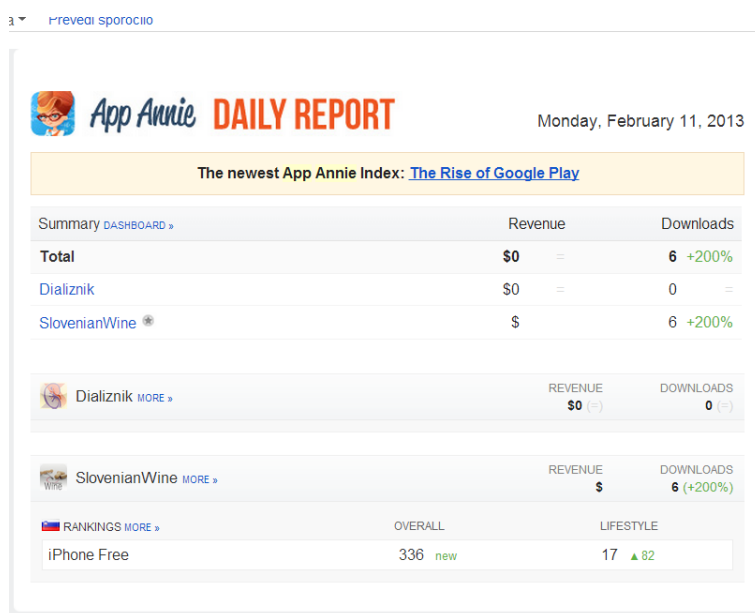 a Prevedi sporočilo
App Annie DAILY REPORT
Monday, February 11, 2013
The newest App Annie Index: The Rise of Google Play
Summary DASHBOARD » Revenue Downloads
Total $0 = 6 +200%
Dializnik $0 = 0 =
SlovenianWine $ 6 +200%
Dializnik MORE » REVENUE DOWNLOADS
$0 (=) 0 (=)
WINE SlovenianWine MORE » REVENUE DOWNLOADS
$ 6 (+200%)
RANKINGS MORE » OVERALL LIFESTYLE
iPhone Free 336 new 17 ▲82